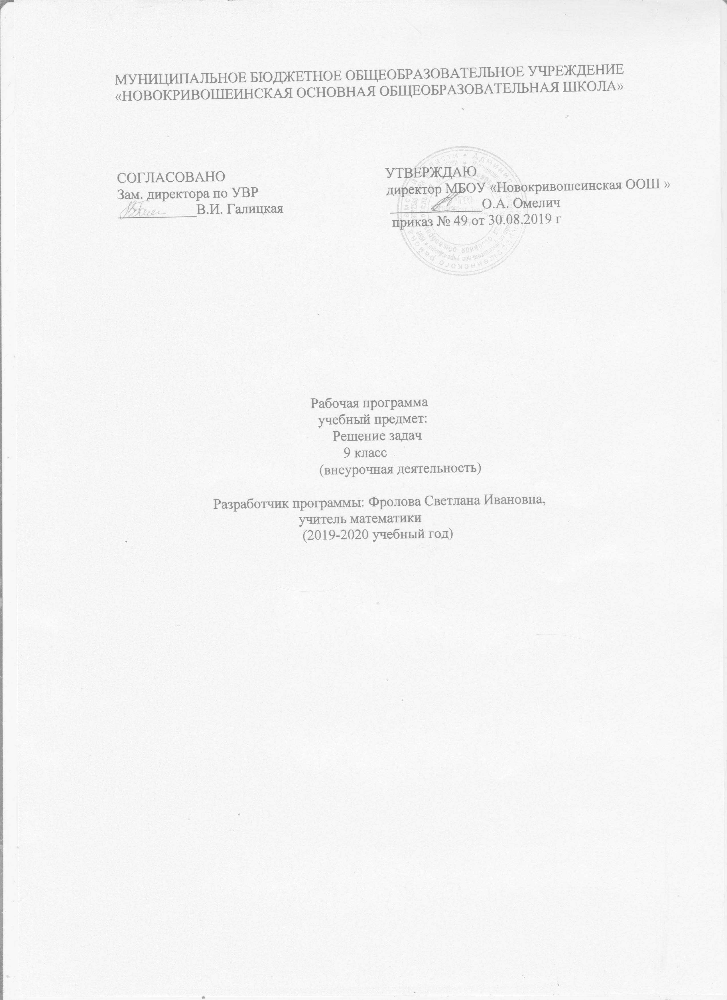 МУНИЦИПАЛЬНОЕ БЮДЖЕТНОЕ ОБЩЕОБРАЗОВАТЕЛЬНОЕ УЧРЕЖДЕНИЕ
«НОВОКРИВОШЕИНСКАЯ ОСНОВНАЯ ОБЩЕОБРАЗОВАТЕЛЬНАЯ ШКОЛА»
СОГЛАСОВАНО
Зам. директора по УВР
В.И. Галицкая
УТВЕРЖДАЮ
директор МБОУ «Новокривошеинская ООШ »
О.А. Омелич
приказ № 49 от 30.08.2019 г
Рабочая программа
учебный предмет:
Решение задач
9 класс
(внеурочная деятельность)
Разработчик программы: Фролова Светлана Ивановна,
учитель математики
(2019-2020 учебный год)